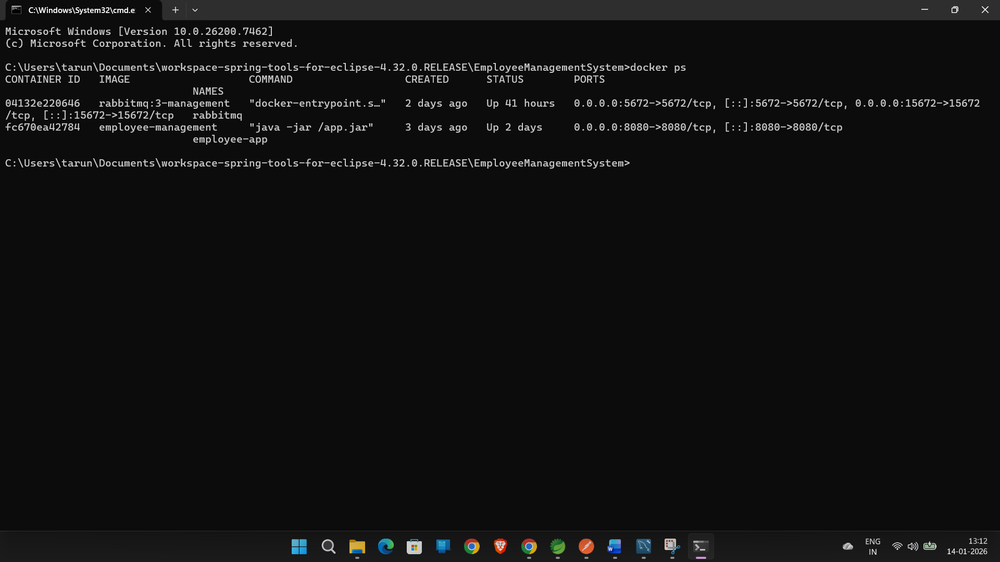 C:\Windows\System32\cmd.e
Microsoft Windows [Version 10.0.26200.7462]
(c) Microsoft Corporation. All rights reserved.
C:\Users\tarun\Documents\workspace-spring-tools-for-eclipse-4.32.0.RELEASE\EmployeeManagementSystem>docker ps
CONTAINER ID   IMAGE                   COMMAND                  CREATED      STATUS        PORTS
                              NAMES
04132e220646   rabbitmq:3-management   "docker-entrypoint.s…"   2 days ago   Up 41 hours   0.0.0.0:5672->5672/tcp, [::]:5672->5672/tcp, 0.0.0.0:15672->15672
/tcp, [::]:15672->15672/tcp   rabbitmq
fc670ea42784   employee-management     "java -jar /app.jar"     3 days ago   Up 2 days     0.0.0.0:8080->8080/tcp, [::]:8080->8080/tcp
                              employee-app
C:\Users\tarun\Documents\workspace-spring-tools-for-eclipse-4.32.0.RELEASE\EmployeeManagementSystem>
ENG
IN
13:12
14-01-2026